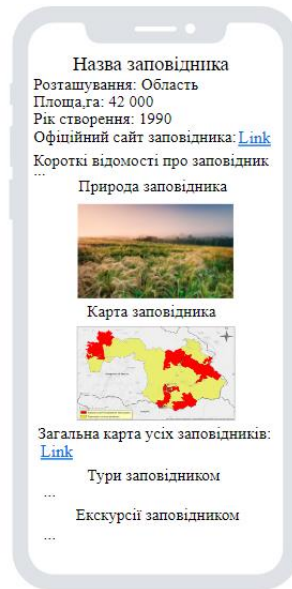 Назва заповідника
Розташування: Область
Площа,га: 42 000
Рік створення: 1990
Офіційний сайт заповідника: Link
Короткі відомості про заповідник
...
Природа заповідника
Карта заповідника
Загальна карта усіх заповідників:
Link
Тури заповідником
...
Екскурсії заповідником
...